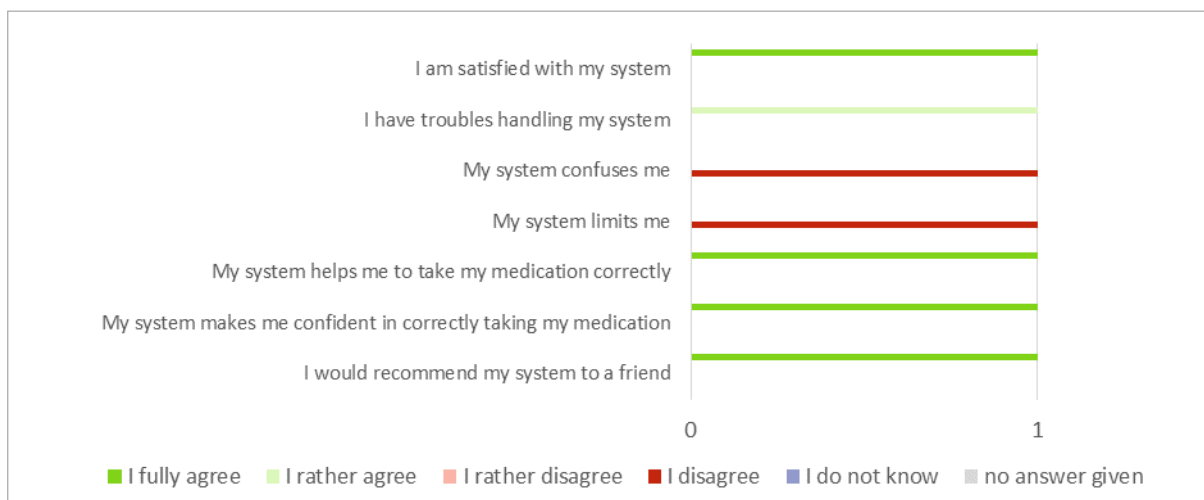 I am satisfied with my system
I have troubles handling my system
My system confuses me
My system limits me
My system helps me to take my medication correctly
My system makes me confident in correctly taking my medication
I would recommend my system to a friend
0 1
I fully agree I rather agree I rather disagree I disagree I do not know no answer given